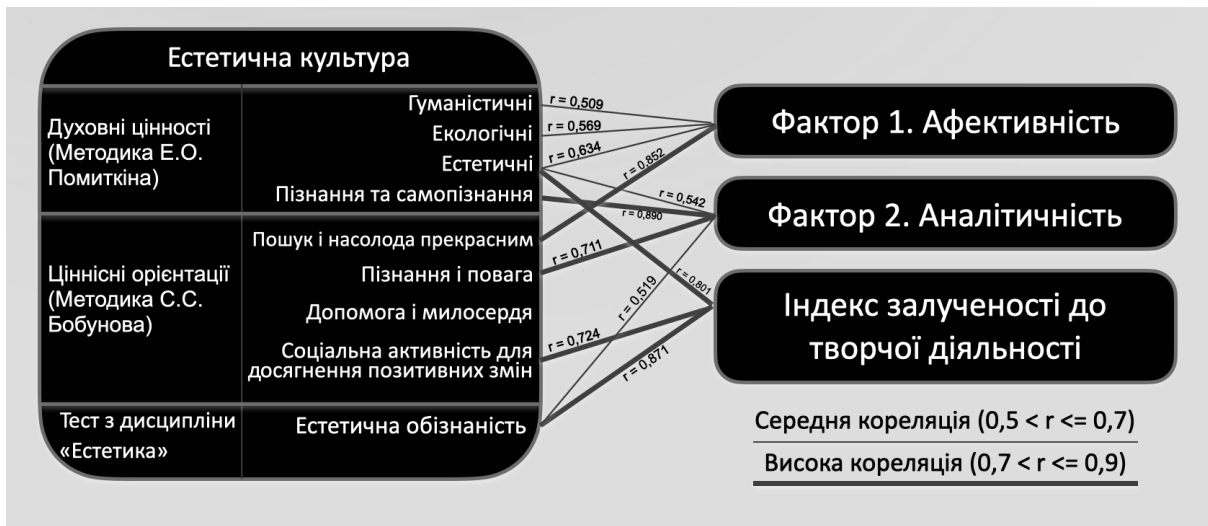 Естетична культура
Духовні цінності
(Методика Е.О.
Помиткіна)
Гуманістичні
Екологічні
Естетичні
Пізнання та самопізнання
Ціннісні орієнтації
(Методика С.С.
Бобунова)
Пошук і насолода прекрасним
Пізнання і повага
Допомога і милосердя
Соціальна активність для
досягнення позитивних змін
Тест з дисципліни
«Естетика»
Естетична обізнаність
r = 0,509
r = 0,569
r = 0,634
r = 0,852
r = 0,542
r = 0,890
r = 0,711
r = 0,801
r = 0,519
r = 0,724
r = 0,871
Фактор 1. Афективність
Фактор 2. Аналітичність
Індекс залученості до
творчої діяльності
Середня кореляція (0,5 < r <= 0,7)
Висока кореляція (0,7 < r <= 0,9)